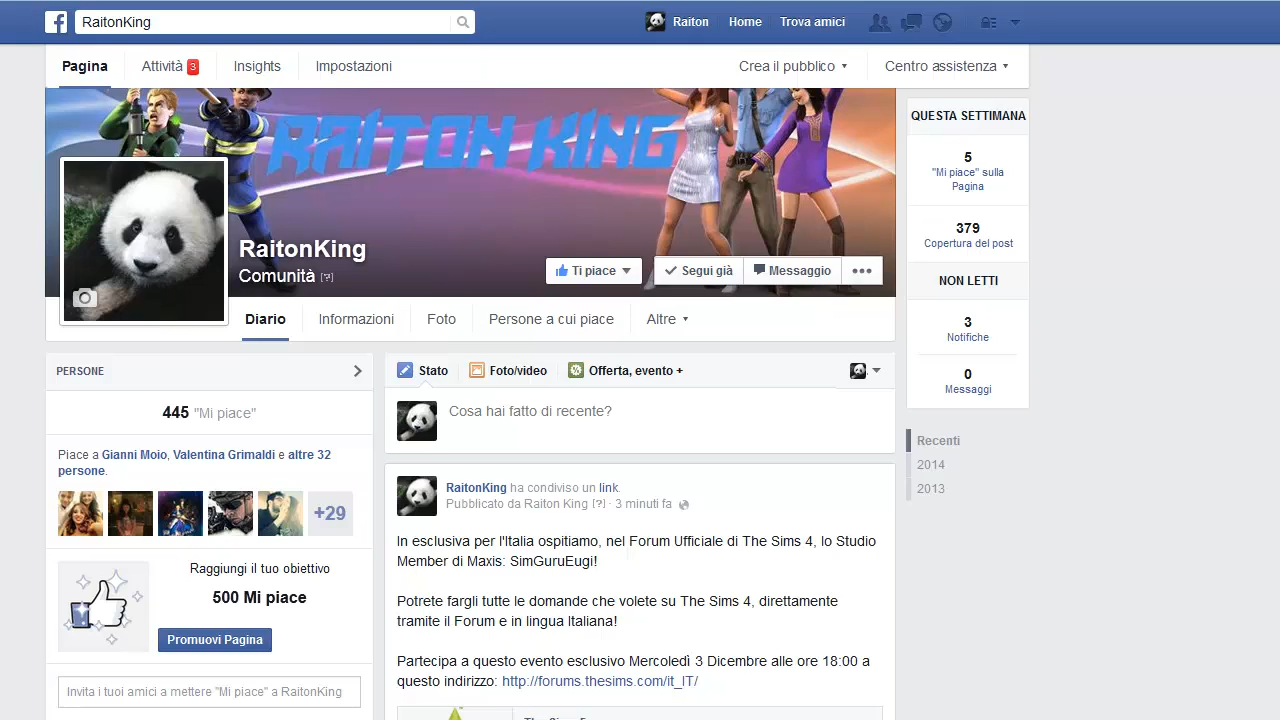 RaitonKing
Raiton
Home
Trova amici
Pagina
Attività 3
Insights
Impostazioni
Crea il pubblico
Centro assistenza
RAITON KING
RaitonKing
Comunità [?]
Ti piace
Segui già
Messaggio
Diario
Informazioni
Foto
Persone a cui piace
Altre
QUESTA SETTIMANA
5
"Mi piace" sulla
Pagina
379
Copertura del post
NON LETTI
3
Notifiche
0
Messaggi
Recenti
2014
2013
PERSONE
445 "Mi piace"
Piace a Gianni Moio, Valentina Grimaldi e altre 32
persone.
+29
Raggiungi il tuo obiettivo
500 Mi piace
Promuovi Pagina
Invita i tuoi amici a mettere "Mi piace" a RaitonKing
Stato
Foto/video
Offerta, evento +
Cosa hai fatto di recente?
RaitonKing ha condiviso un link.
Pubblicato da Raiton King [?] · 3 minuti fa
In esclusiva per l'Italia ospitiamo, nel Forum Ufficiale di The Sims 4, lo Studio
Member di Maxis: SimGuruEugi!
Potrete fargli tutte le domande che volete su The Sims 4, direttamente
tramite il Forum e in lingua Italiana!
Partecipa a questo evento esclusivo Mercoledì 3 Dicembre alle ore 18:00 a
questo indirizzo: http://forums.thesims.com/it_IT/